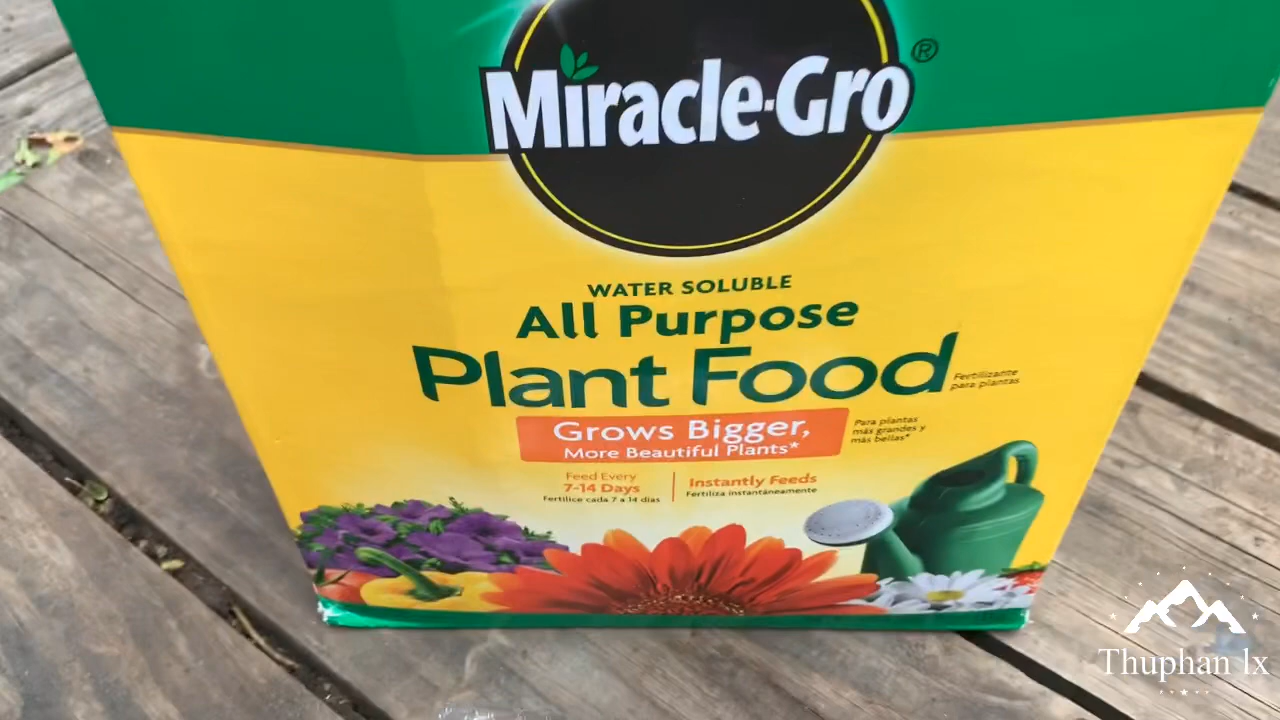 Miracle-Gro®
WATER SOLUBLE
All Purpose
Plant Food
Fertilizante
para plantas
Grows Bigger,
More Beautiful Plants*
Para plantas
más grandes y
más bellas*
Feed Every
7-14 Days
Fertilice cada 7 a 14 días
Instantly Feeds
Fertiliza instantáneamente
Thuphan lx